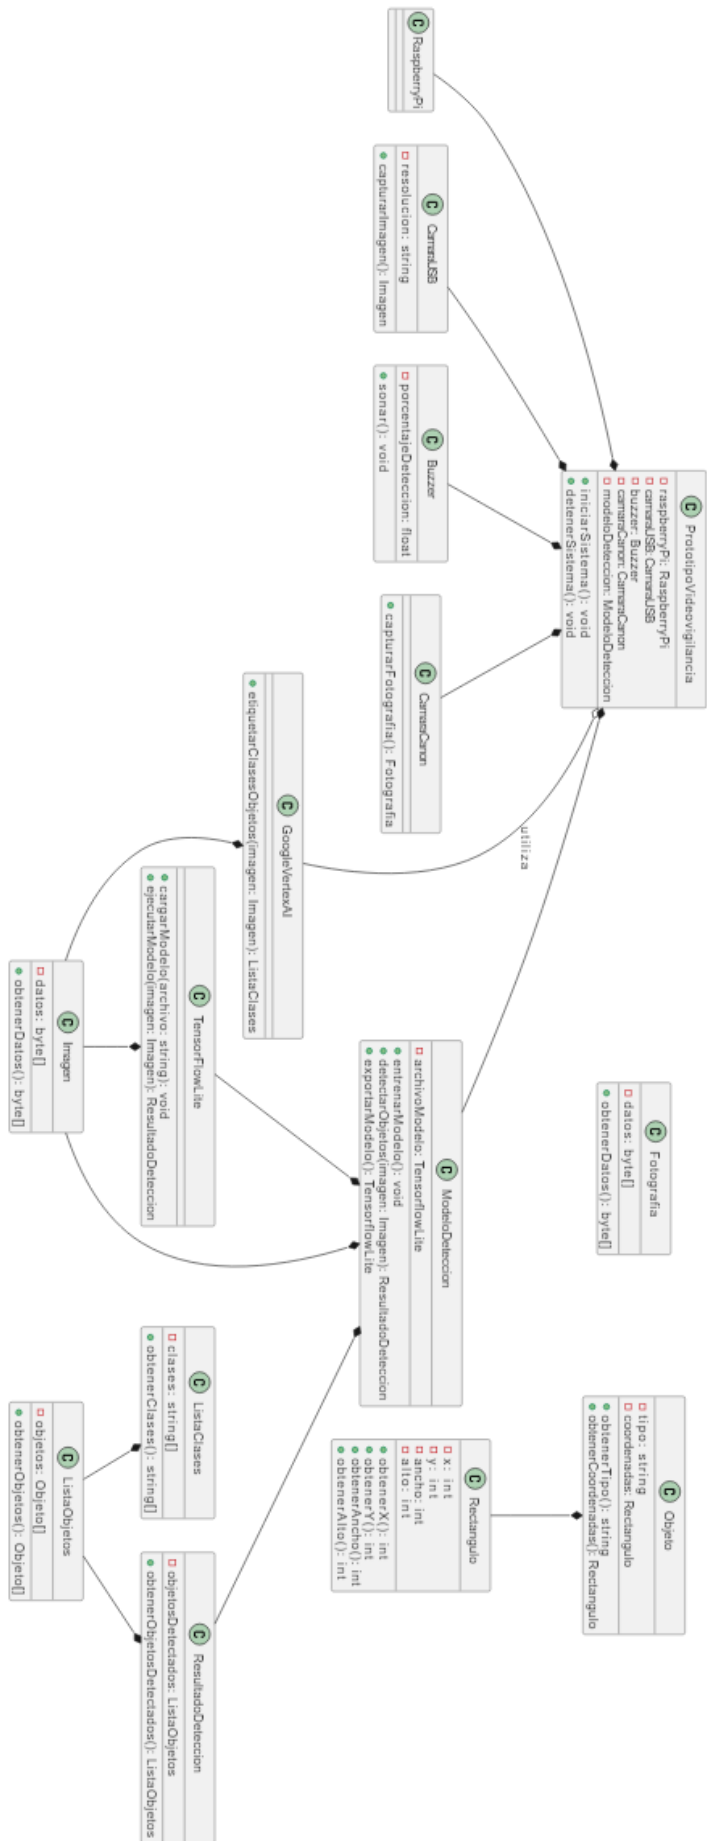 RaspberryPi
CamaraUSB
resolucion: string
capturarImagen(): Imagen
Buzzer
porcentajeDeteccion: float
sonar(): void
PrototipoVideovigilancia
raspberryPi: RaspberryPi
camaraUSB: CamaraUSB
buzzer: Buzzer
camaraCanon: CamaraCanon
modeloDeteccion: ModeloDeteccion
iniciarSistema(): void
detenerSistema(): void
CamaraCanon
capturarFotografia(): Fotografia
utiliza
GoogleVertexAI
etiquetarClasesObjetos(imagen: Imagen): ListaClases
TensorFlowLite
cargarModelo(archivo: string): void
ejecutarModelo(imagen: Imagen): ResultadoDeteccion
Imagen
datos: byte[]
obtenerDatos(): byte[]
ModeloDeteccion
archivoModelo: TensorflowLite
entrenarModelo(): void
detectarObjetos(imagen: Imagen): ResultadoDeteccion
exportarModelo(): TensorflowLite
Fotografia
datos: byte[]
obtenerDatos(): byte[]
ListaClases
clases: string[]
obtenerClases(): string[]
ListaObjetos
objetos: Objeto[]
obtenerObjetos(): Objeto[]
Rectangulo
x: int
y: int
ancho: int
alto: int
obtenerX(): int
obtenerY(): int
obtenerAncho(): int
obtenerAlto(): int
Objeto
tipo: string
coordenadas: Rectangulo
obtenerTipo(): string
obtenerCoordenadas(): Rectangulo
ResultadoDeteccion
objetosDetectados: ListaObjetos
obtenerObjetosDetectados(): ListaObjetos